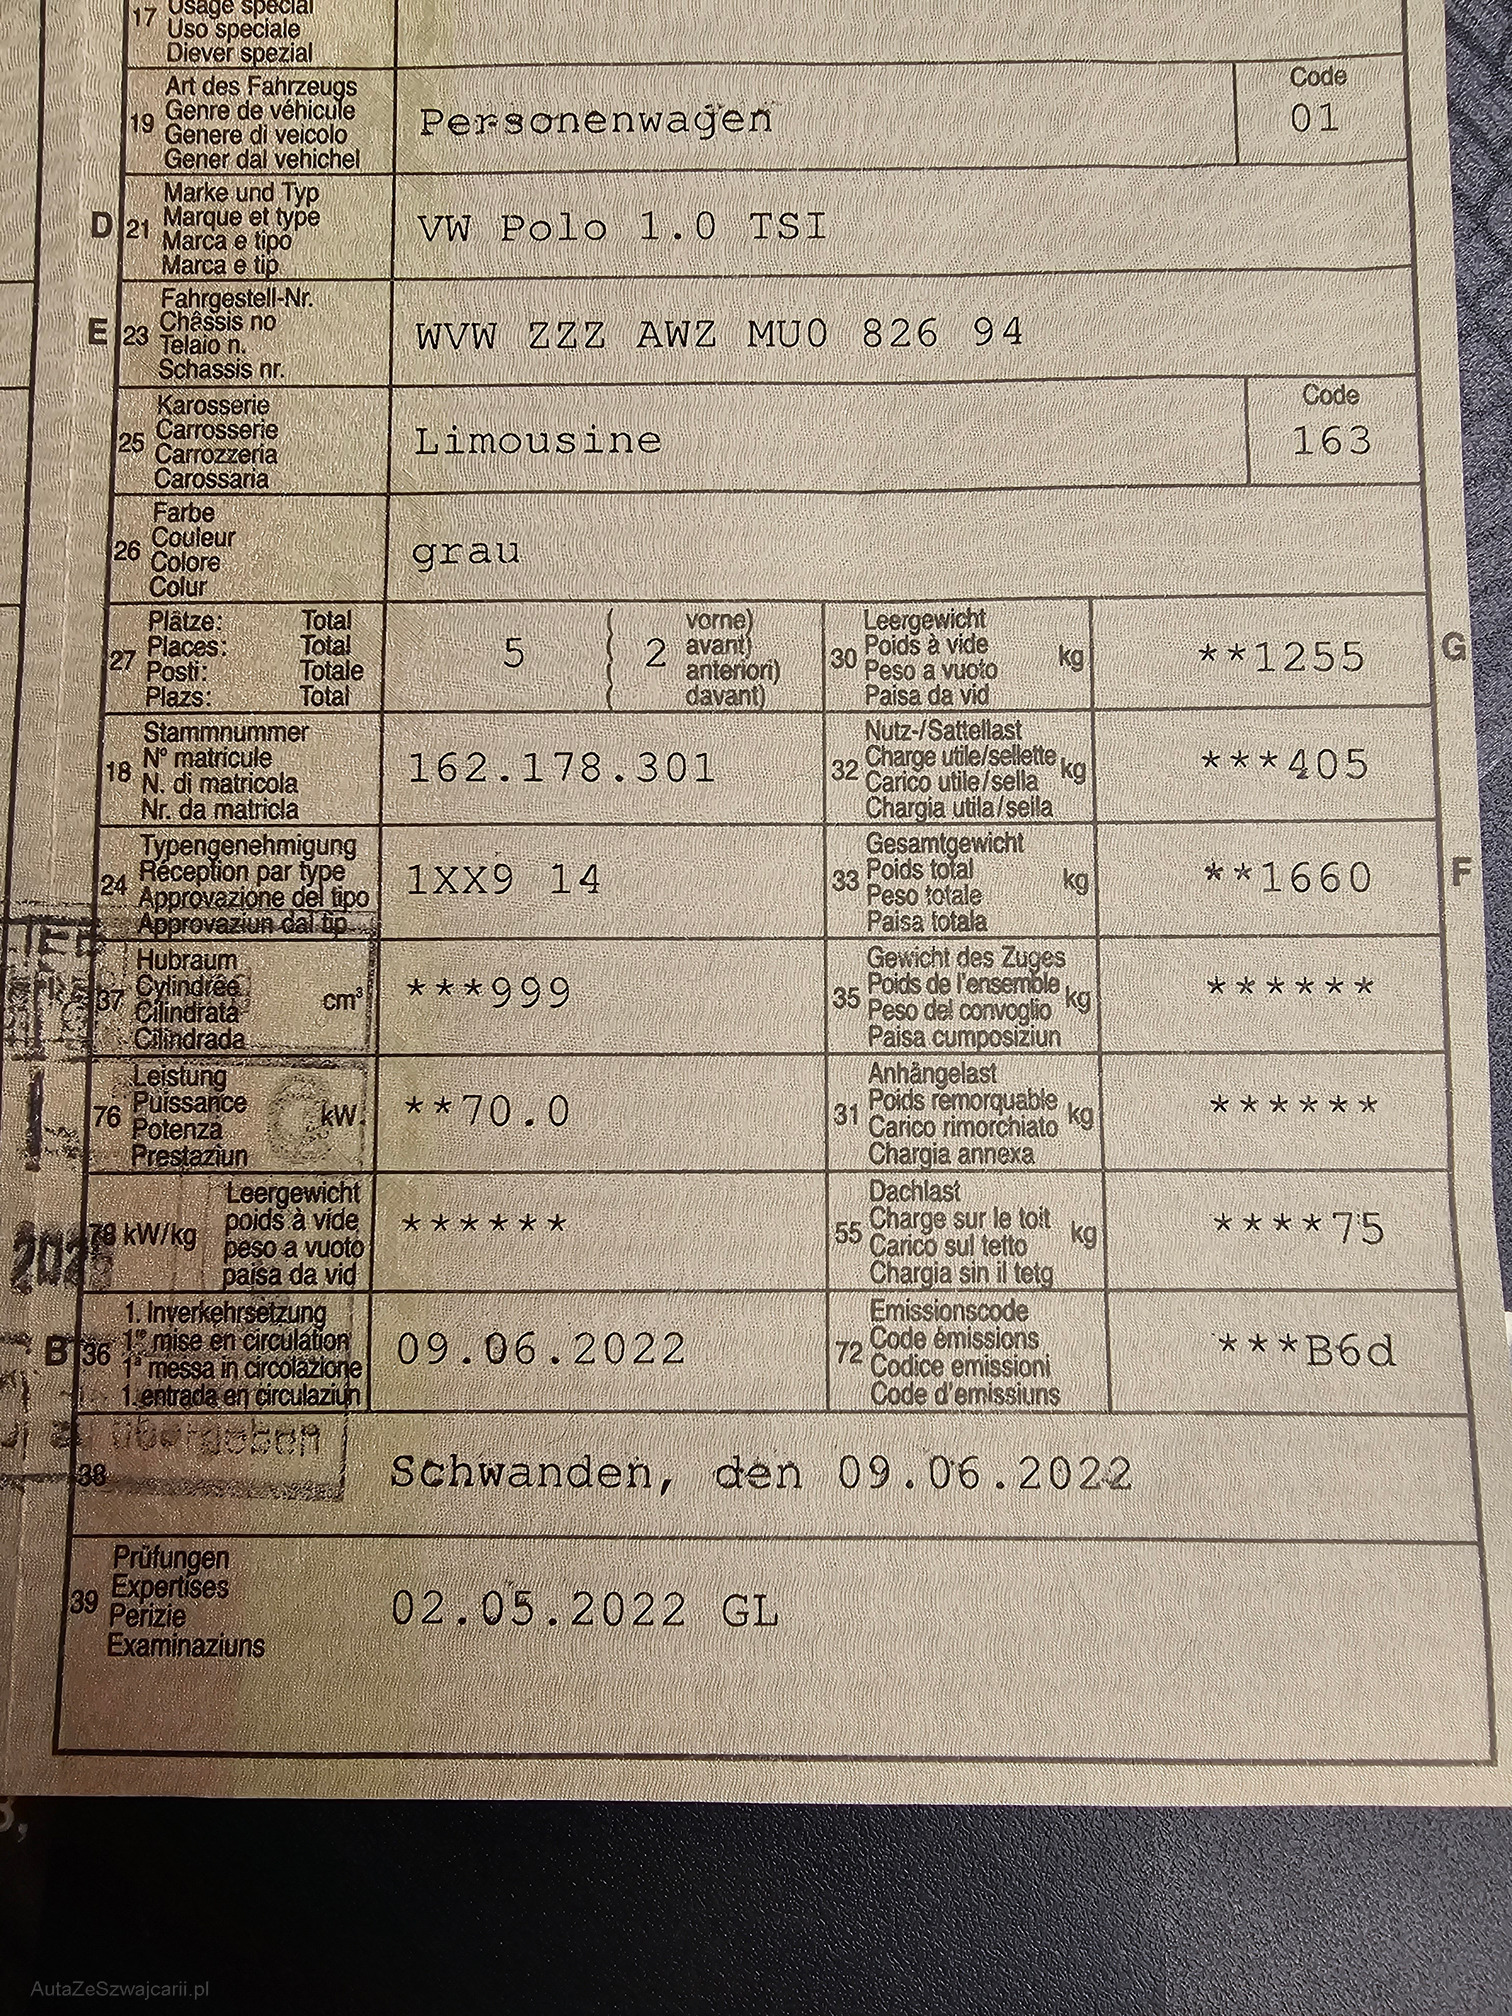 17 Usage spécial
Uso speciale
Diever spezial
19 Art des Fahrzeugs
Genre de véhicule
Genere di veicolo
Gener dal vehichel
Personenwagen
Code
01
D 21 Marke und Typ
Marque et type
Marca e tipo
Marca e tip
VW Polo 1.0 TSI
E 23 Fahrgestell-Nr.
Châssis no
Telaio n.
Schassis nr.
WVW ZZZ AWZ MU0 826 94
25 Karosserie
Carrosserie
Carrozzeria
Carossaria
Limousine
Code
163
26 Farbe
Couleur
Colore
Colur
grau
27 Plätze: Total
Places: Total
Posti: Totale
Plazs: Total
5 ( 2 vorne)
avant)
anteriori)
( davant)
30 Leergewicht
Poids à vide kg
Peso a vuoto
Paisa da vid
**1255 G
18 Stammnummer
N° matricule
N. di matricola
Nr. da matricla
162.178.301
32 Nutz-/Sattellast
Charge utile/sellette kg
Carico utile/sella
Chargia utila/sella
***405
24 Typengenehmigung
Réception par type
Approvazione del tipo
Approvaziun dal tip
1XX9 14
33 Gesamtgewicht
Poids total kg
Peso totale
Paisa totala
**1660 F
37 Hubraum
Cylindrée cm³
Cilindrata
Cilindrada
***999
35 Gewicht des Zuges
Poids de l'ensemble kg
Peso del convoglio
Paisa cumposiziun
******
76 Leistung
Puissance kW
Potenza
Prestaziun
**70.0
31 Anhängelast
Poids remorquable kg
Carico rimorchiato
Chargia annexa
******
78 kW/kg Leergewicht
poids à vide
peso a vuoto
paisa da vid
******
55 Dachlast
Charge sur le toit kg
Carico sul tetto
Chargia sin il tetg
****75
B 36 1. Inverkehrsetzung
1re mise en circulation
1a messa in circolazione
1. entrada en circulaziun
09.06.2022
72 Emissionscode
Code émissions
Codice emissioni
Code d'emissiuns
***B6d
übergeben
38 Schwanden, den 09.06.2022
39 Prüfungen
Expertises
Perizie
Examinaziuns
02.05.2022 GL
AutaZeSzwajcarii.pl